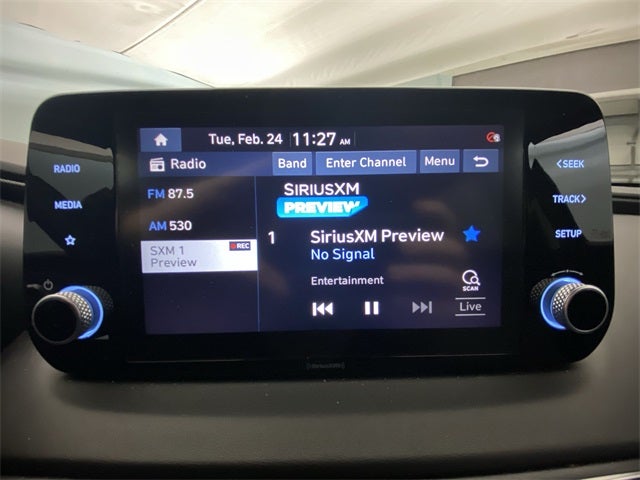 Tue, Feb. 24 11:27 AM
RADIO
MEDIA
Radio
Band Enter Channel Menu
FM 87.5
AM 530
SXM 1 REC
Preview
SIRIUSXM
PREVIEW
1 SiriusXM Preview
No Signal
Entertainment
SCAN
Live
<SEEK
TRACK>
SETUP
SiriusXM